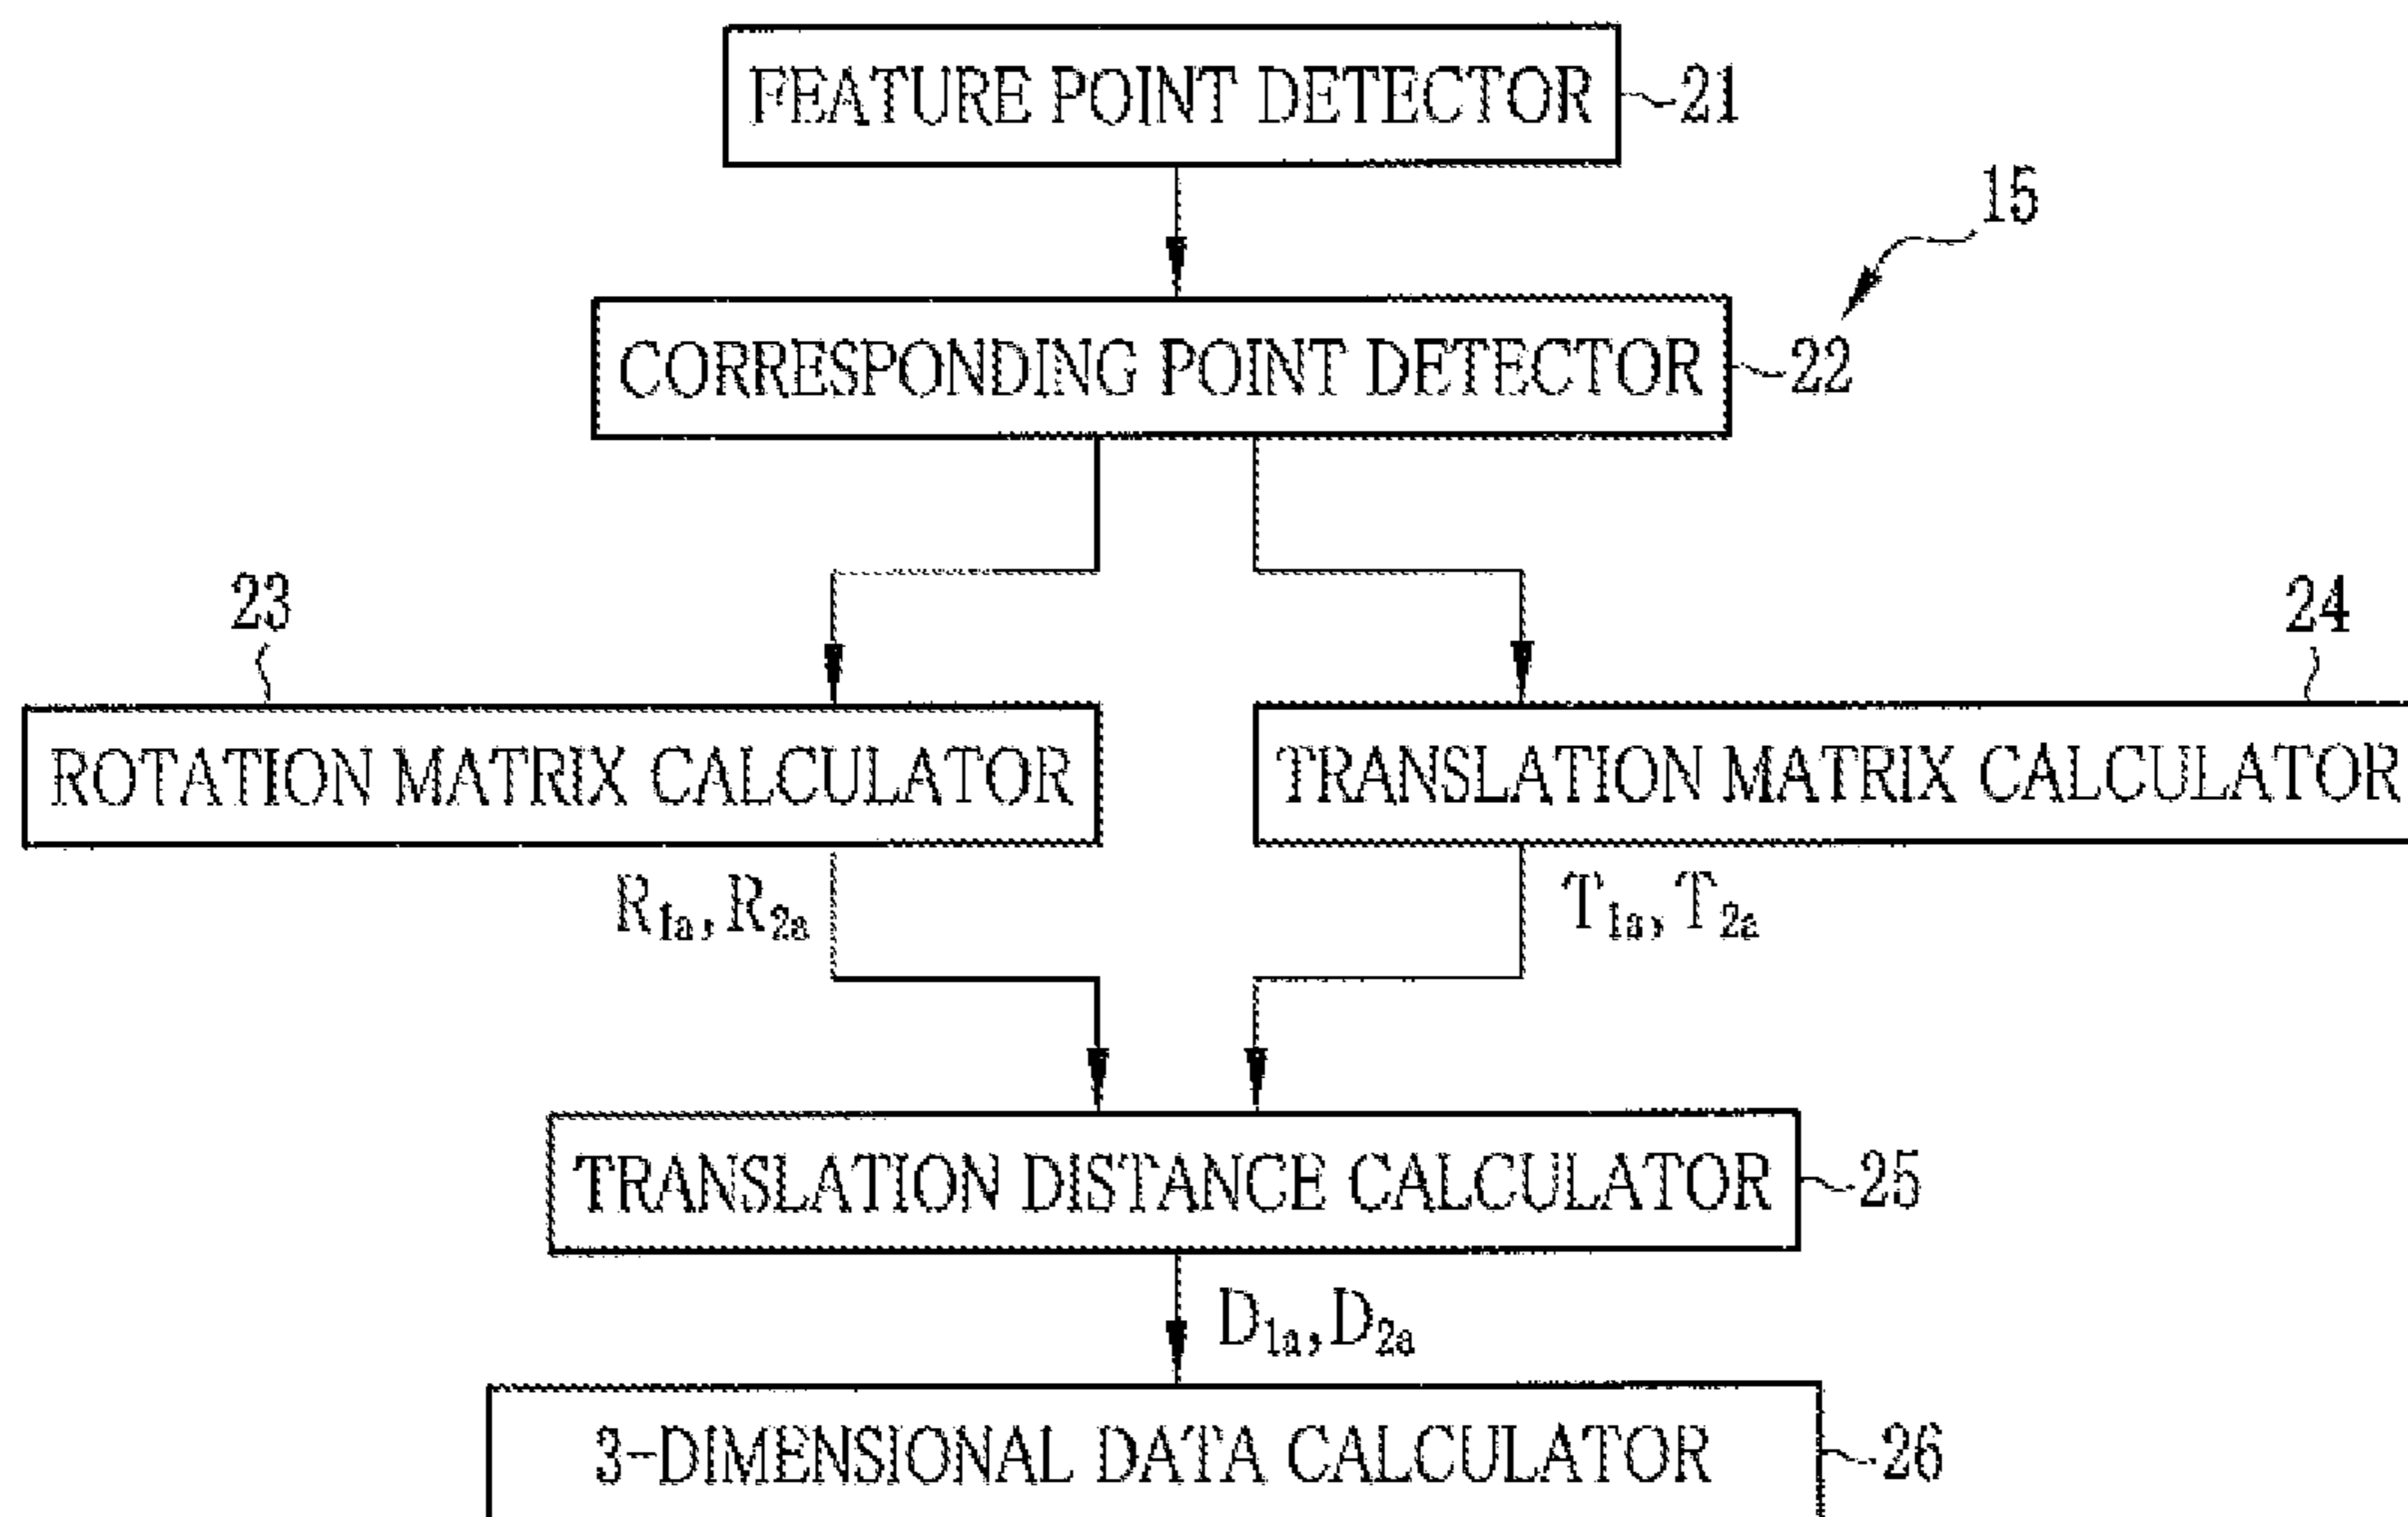 FEATURE POINT DETECTOR
21
15
CORRESPONDING POINT DETECTOR
22
23
24
ROTATION MATRIX CALCULATOR
TRANSLATION MATRIX CALCULATOR
R1a, R2a
T1a, T2a
TRANSLATION DISTANCE CALCULATOR
25
D1a, D2a
3-DIMENSIONAL DATA CALCULATOR
26